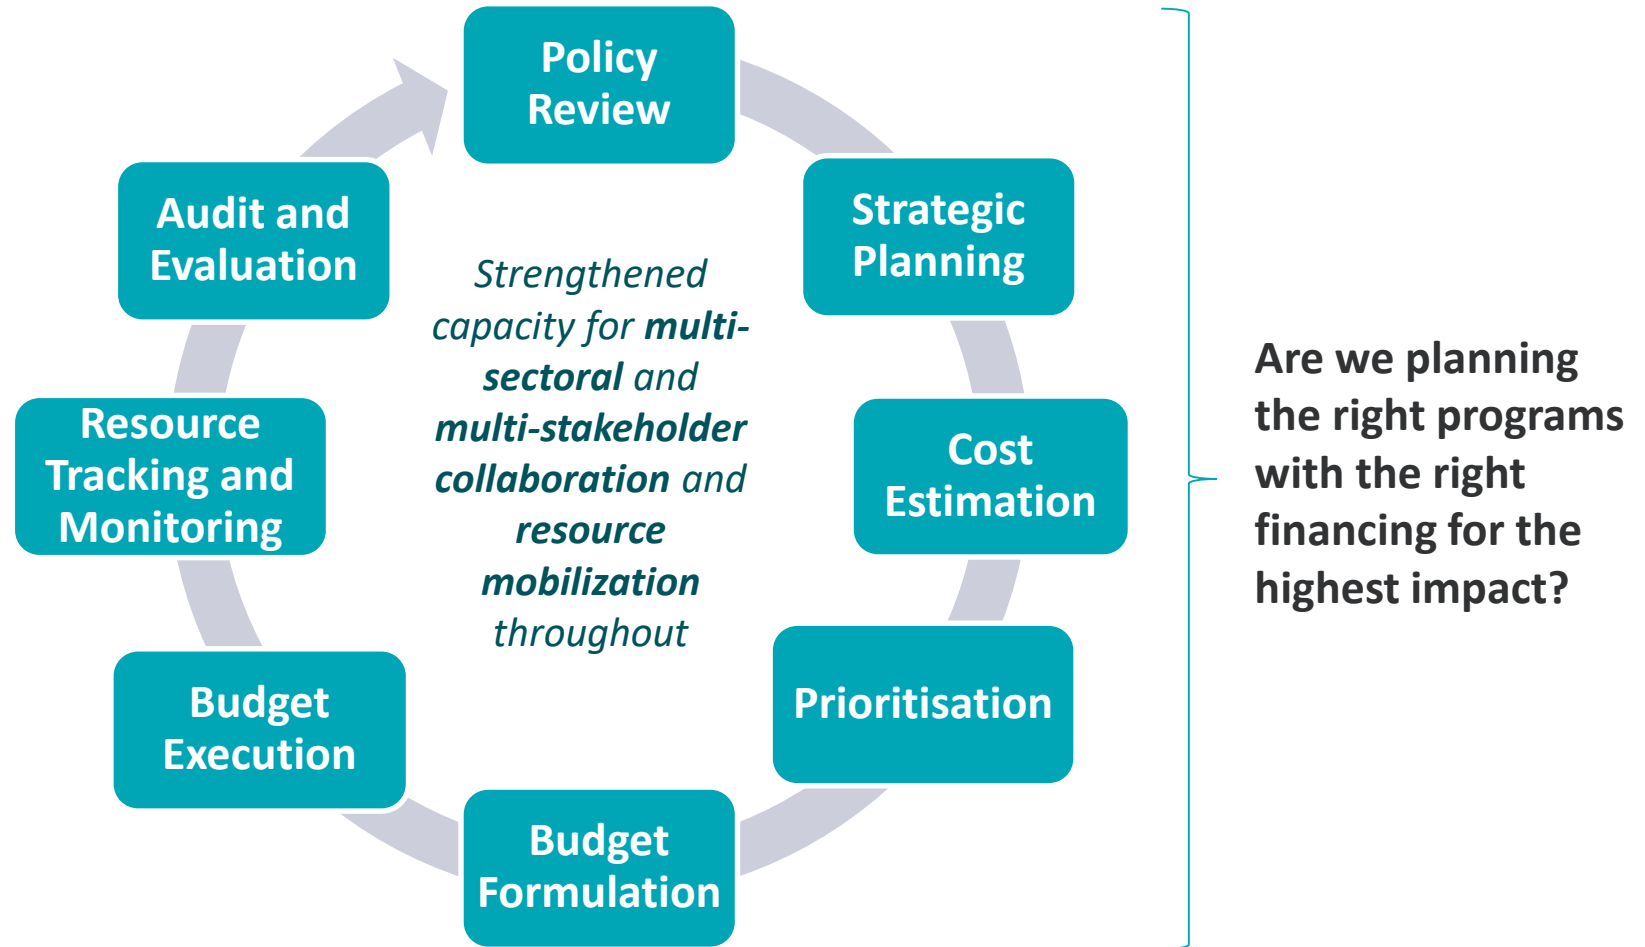 Policy
Review
Strategic
Planning
Cost
Estimation
Prioritisation
Budget
Formulation
Budget
Execution
Resource
Tracking and
Monitoring
Audit and
Evaluation
Strengthened
capacity for multi-
sectoral and
multi-stakeholder
collaboration and
resource
mobilization
throughout
Are we planning
the right programs
with the right
financing for the
highest impact?